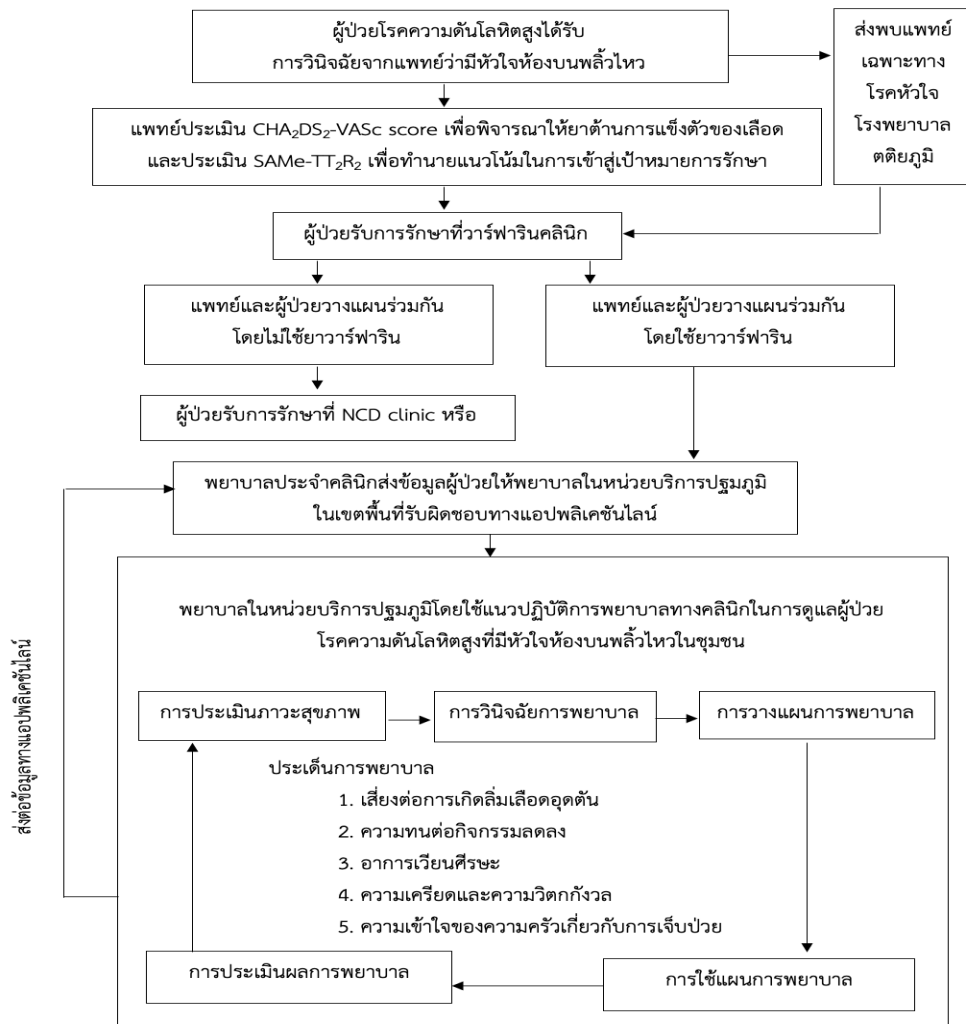 ผู้ป่วยโรคความดันโลหิตสูงได้รับ
การวินิจฉัยจากแพทย์ว่ามีหัวใจห้องบนพลิ้วไหว
ส่งพบแพทย์
เฉพาะทาง
โรคหัวใจ
โรงพยาบาล
ตติยภูมิ
แพทย์ประเมิน CHA₂DS₂-VASc score เพื่อพิจารณาให้ยาต้านการแข็งตัวของเลือด
และประเมิน SAMe-TT₂R₂ เพื่อทำนายแนวโน้มในการเข้าสู่เป้าหมายการรักษา
ผู้ป่วยรับการรักษาที่วาร์ฟารินคลินิก
แพทย์และผู้ป่วยวางแผนร่วมกัน
โดยไม่ใช้ยาวาร์ฟาริน
แพทย์และผู้ป่วยวางแผนร่วมกัน
โดยใช้ยาวาร์ฟาริน
ผู้ป่วยรับการรักษาที่ NCD clinic หรือ
พยาบาลประจำคลินิกส่งข้อมูลผู้ป่วยให้พยาบาลในหน่วยบริการปฐมภูมิ
ในเขตพื้นที่รับผิดชอบทางแอปพลิเคชันไลน์
ส่งต่อข้อมูลทางแอปพลิเคชันไลน์
พยาบาลในหน่วยบริการปฐมภูมิโดยใช้แนวปฏิบัติการพยาบาลทางคลินิกในการดูแลผู้ป่วย
โรคความดันโลหิตสูงที่มีหัวใจห้องบนพลิ้วไหวในชุมชน
การประเมินภาวะสุขภาพ
การวินิจฉัยการพยาบาล
การวางแผนการพยาบาล
ประเด็นการพยาบาล
1. เสี่ยงต่อการเกิดลิ่มเลือดอุดตัน
2. ความทนต่อกิจกรรมลดลง
3. อาการเวียนศีรษะ
4. ความเครียดและความวิตกกังวล
5. ความเข้าใจของความครัวเกี่ยวกับการเจ็บป่วย
การประเมินผลการพยาบาล
การใช้แผนการพยาบาล